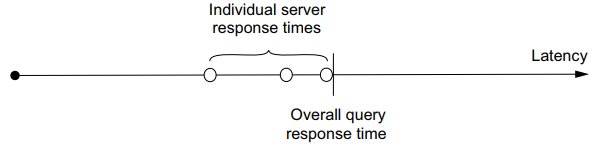 Individual server
response times
Latency
Overall query
response time